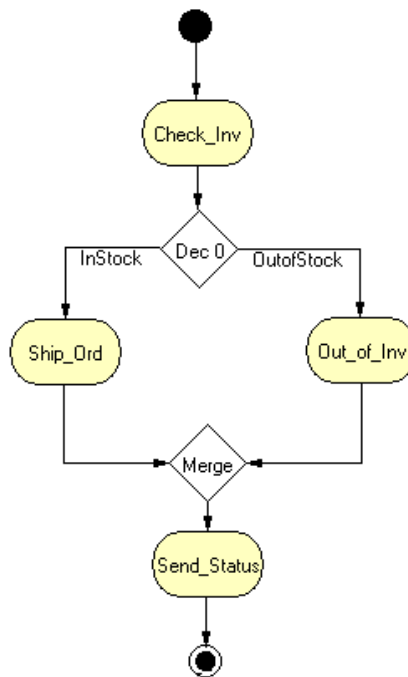 Check_Inv
Dec 0
InStock
OutofStock
Ship_Ord
Out_of_Inv
Merge
Send_Status